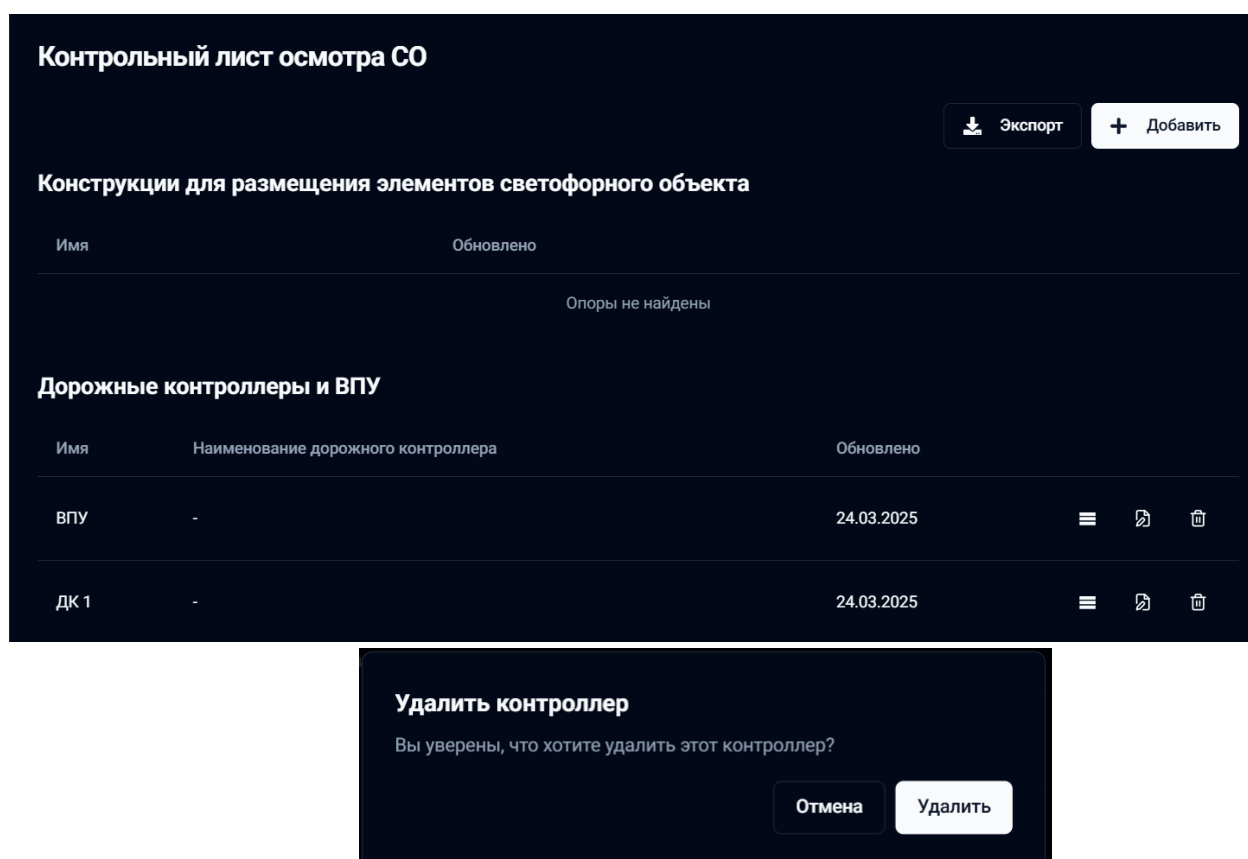 Контрольный лист осмотра СО
Экспорт
Добавить
Конструкции для размещения элементов светофорного объекта
Имя Обновлено
Опоры не найдены
Дорожные контроллеры и ВПУ
Имя Наименование дорожного контроллера Обновлено
ВПУ - 24.03.2025
ДК 1 - 24.03.2025
Удалить контроллер
Вы уверены, что хотите удалить этот контроллер?
Отмена Удалить